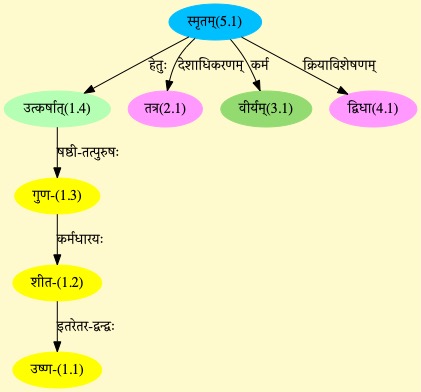 स्मृतम्(5.1)
हेतुः देशाधिकरणम् कर्म क्रियाविशेषणम्
उत्कर्षात्(1.4) तत्र(2.1) वीर्यम्(3.1) द्विधा(4.1)
षष्ठी-तत्पुरुषः
गुण-(1.3)
कर्मधारयः
शीत-(1.2)
इतरेतर-द्वन्द्वः
उष्ण-(1.1)